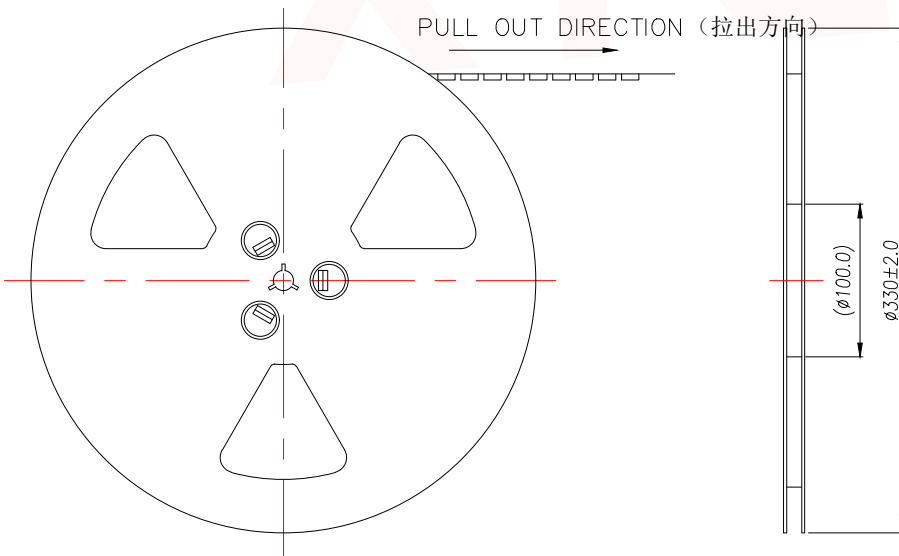 PULL OUT DIRECTION（拉出方向）
(ø100.0)
ø330±2.0